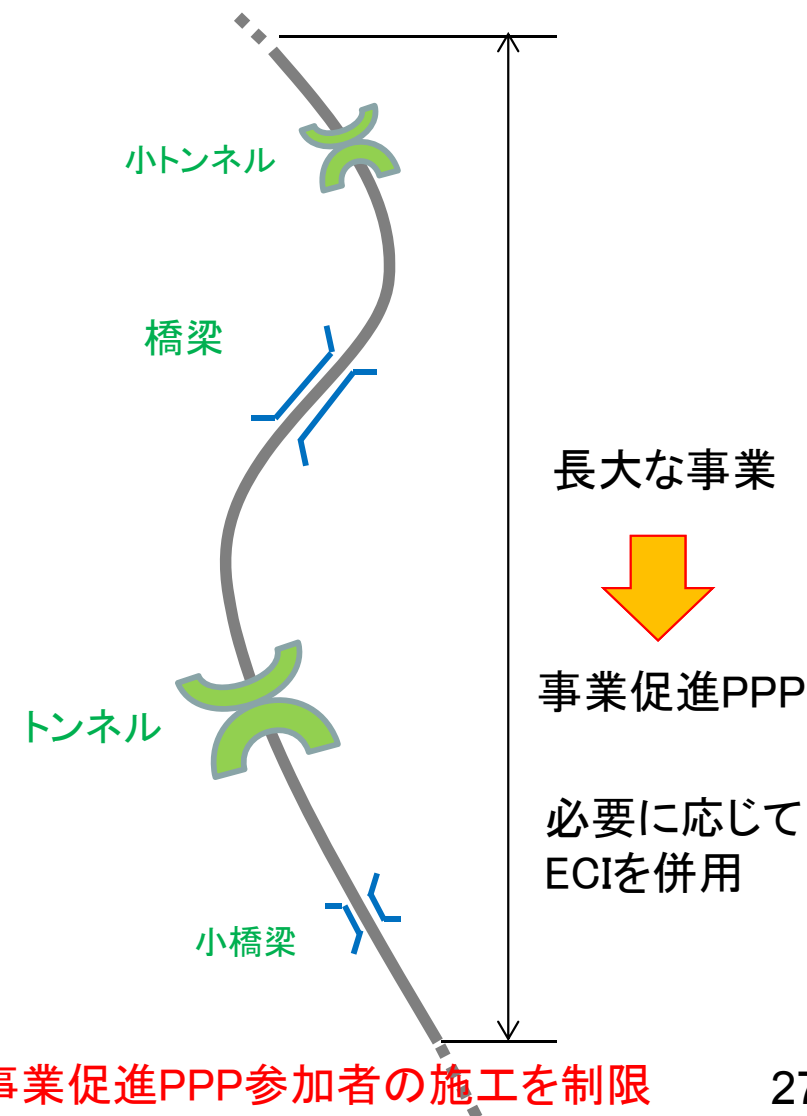 小トンネル
橋梁
長大な事業
事業促進PPP
トンネル
必要に応じて
ECIを併用
小橋梁
事業促進PPP参加者の施工を制限
27